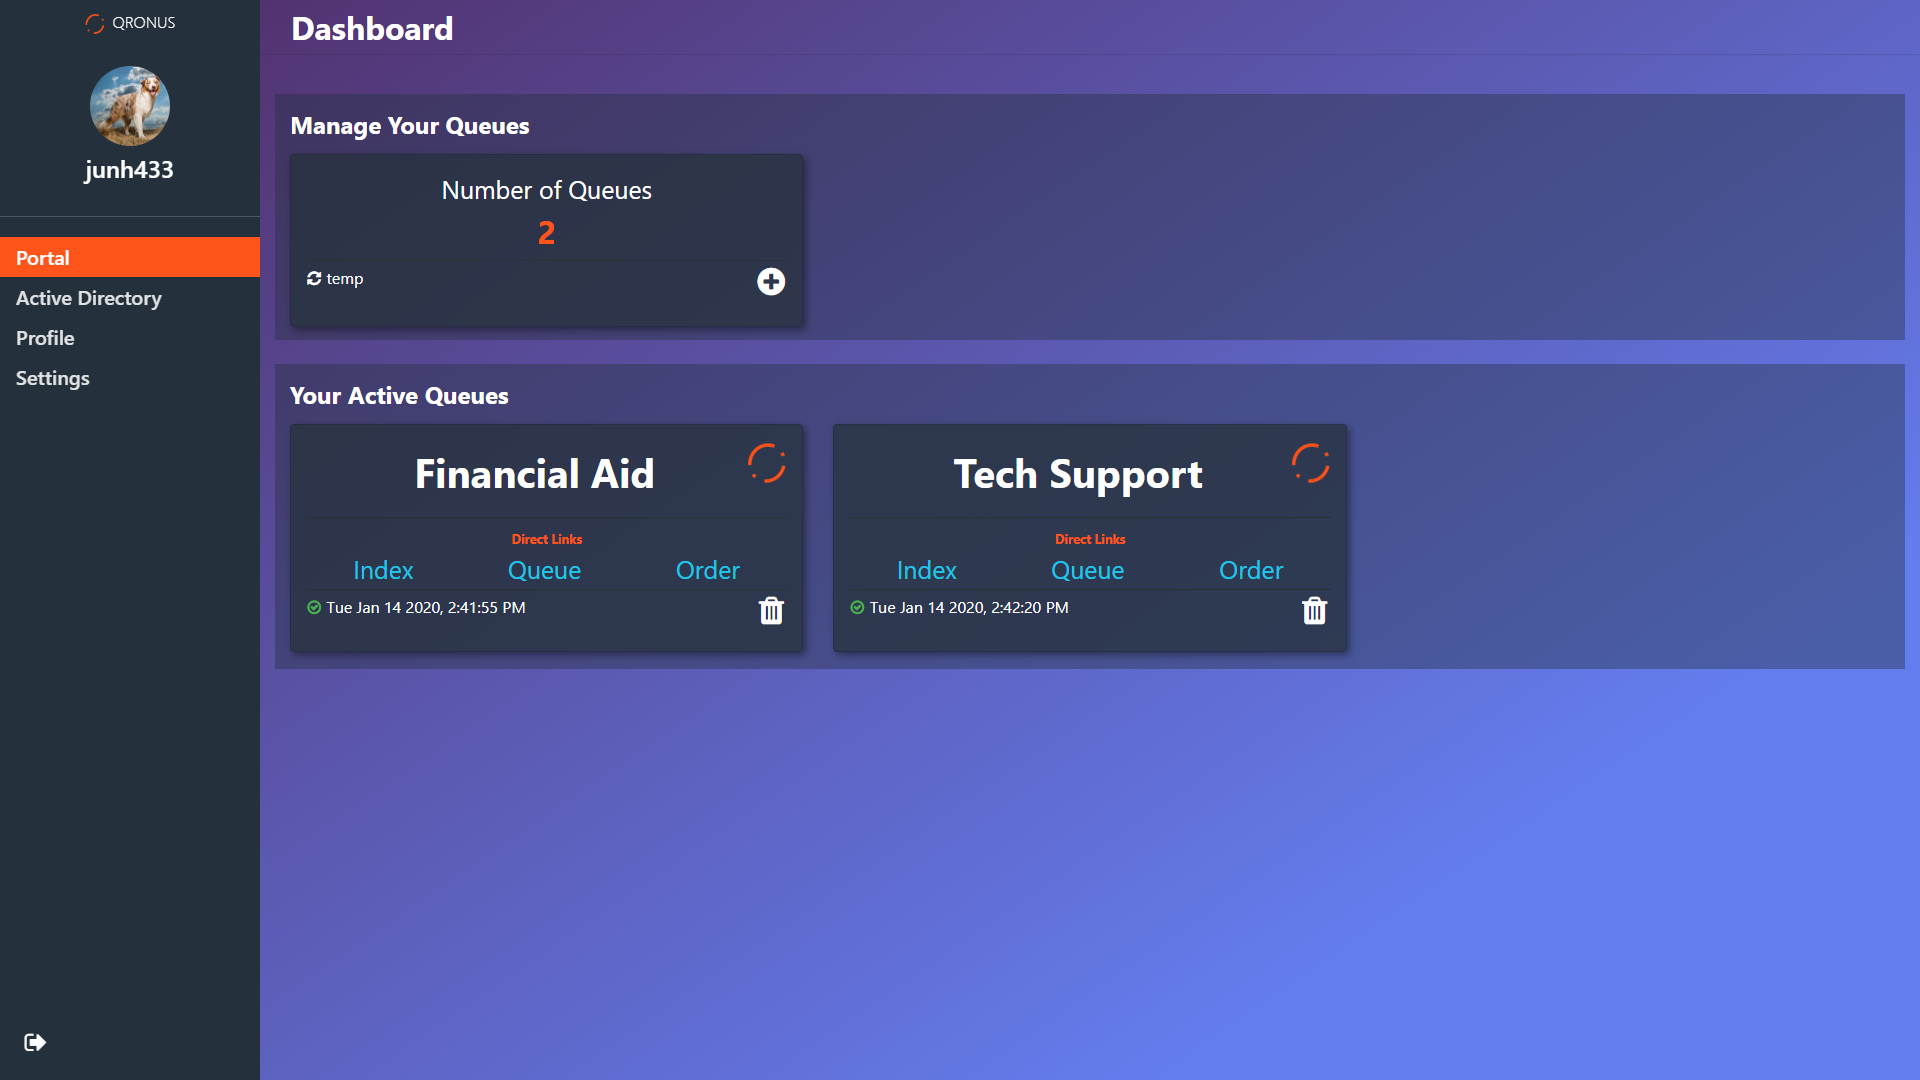 QRONUS
junh433
Portal
Active Directory
Profile
Settings
Dashboard
Manage Your Queues
Number of Queues
2
temp
Your Active Queues
Financial Aid
Direct Links
Index Queue Order
Tue Jan 14 2020, 2:41:55 PM
Tech Support
Direct Links
Index Queue Order
Tue Jan 14 2020, 2:42:20 PM